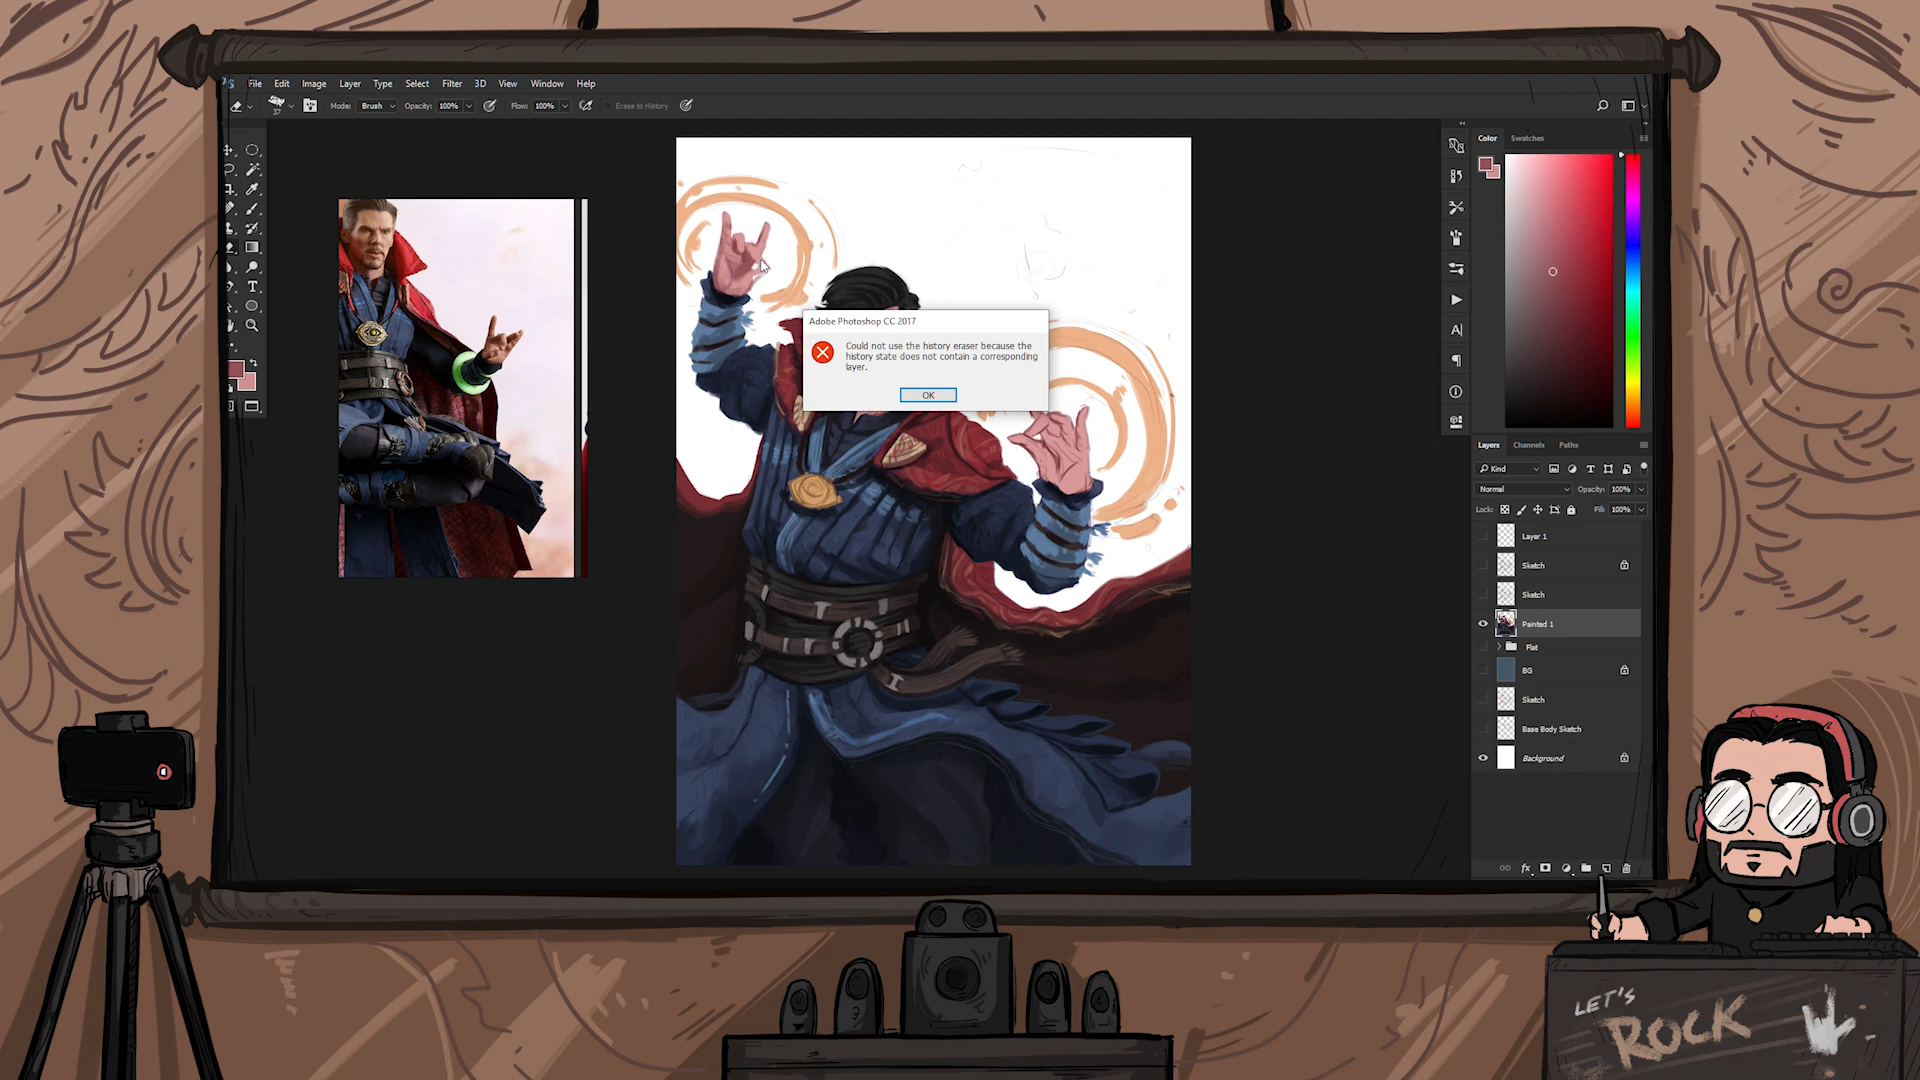 File Edit Image Layer Type Select Filter 3D View Window Help
37 Mode: Brush Opacity: 100% Flow: 100% Erase to History
Color Swatches
Adobe Photoshop CC 2017
Could not use the history eraser because the
history state does not contain a corresponding
layer.
OK
Layers Channels Paths
Kind
Normal Opacity: 100%
Lock: Fill: 100%
Layer 1
Sketch
Sketch
Painted 1
Flat
BG
Sketch
Base Body Sketch
Background
fx
LET'S
ROCK